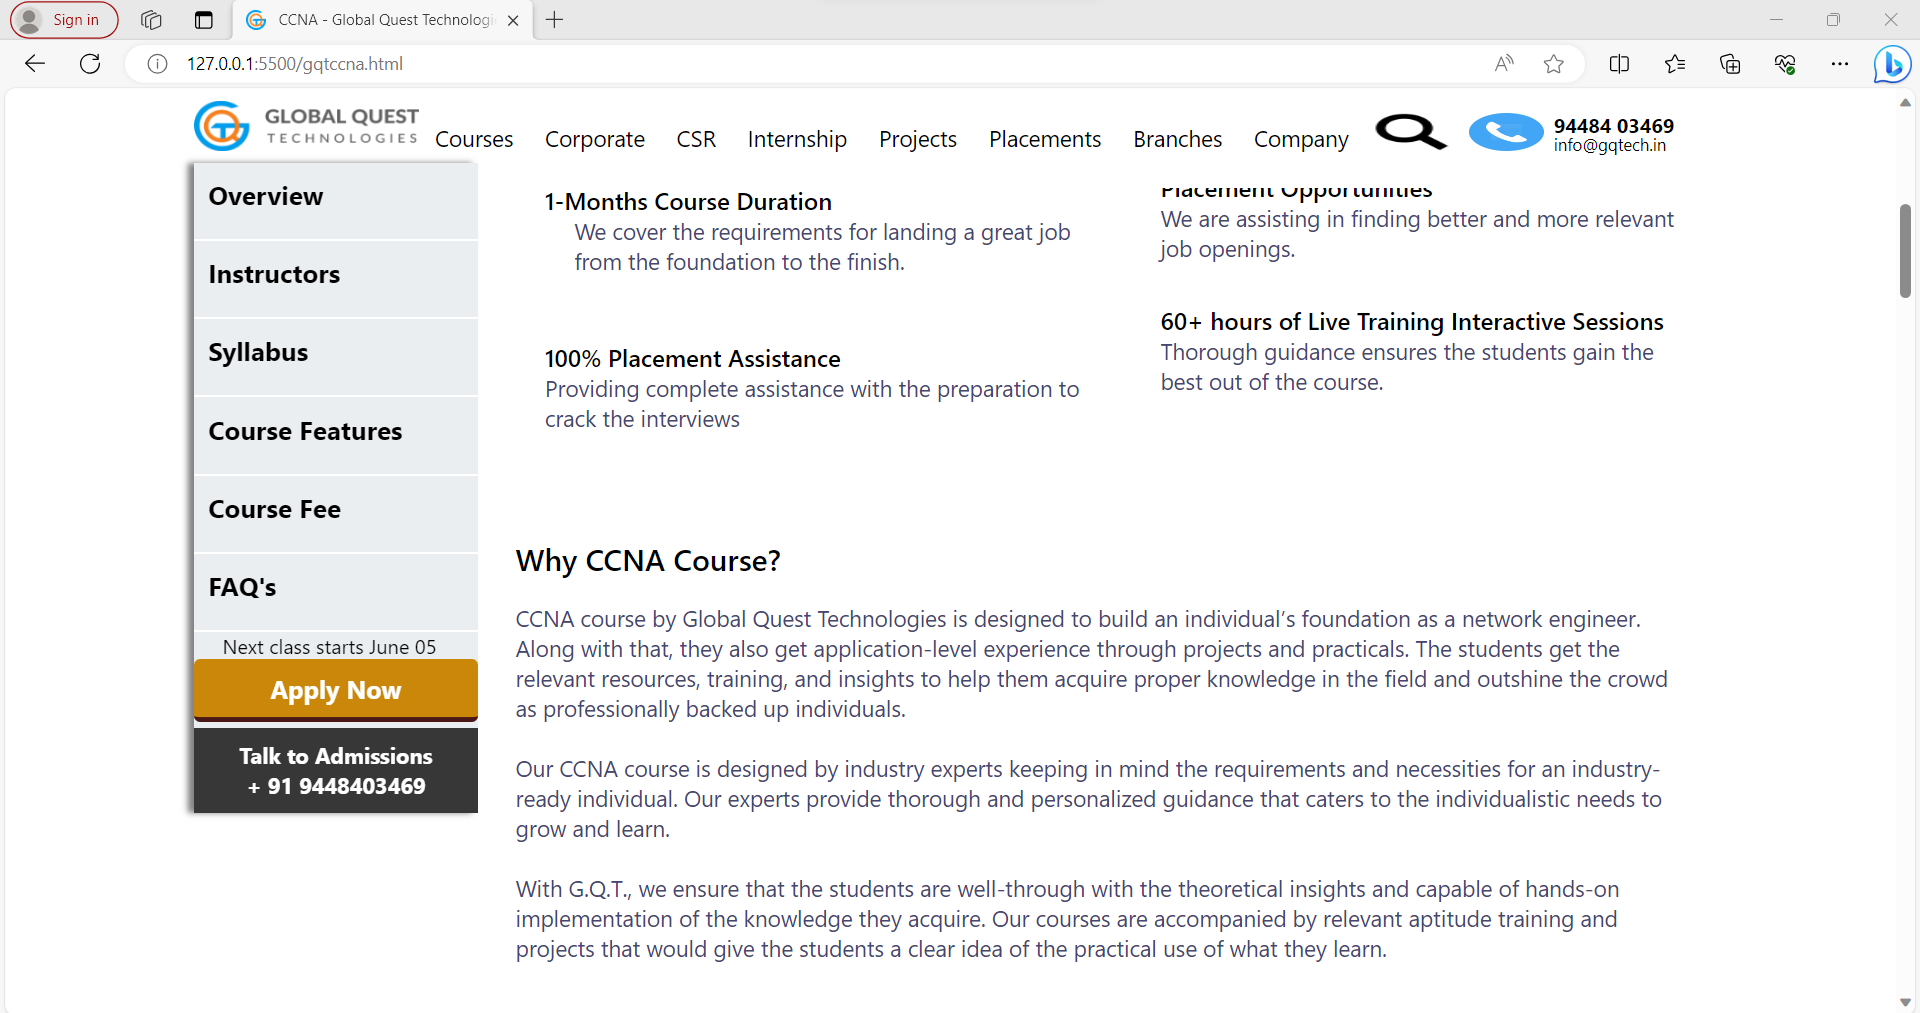 Sign in
CCNA - Global Quest Technologi
127.0.0.1:5500/gqtccna.html
GLOBAL QUEST
TECHNOLOGIES
Courses Corporate CSR Internship Projects Placements Branches Company
94484 03469
info@gqtech.in
Overview
Instructors
Syllabus
Course Features
Course Fee
FAQ's
Next class starts June 05
Apply Now
Talk to Admissions
+ 91 9448403469
1-Months Course Duration
We cover the requirements for landing a great job
from the foundation to the finish.
100% Placement Assistance
Providing complete assistance with the preparation to
crack the interviews
Placement Opportunities
We are assisting in finding better and more relevant
job openings.
60+ hours of Live Training Interactive Sessions
Thorough guidance ensures the students gain the
best out of the course.
Why CCNA Course?
CCNA course by Global Quest Technologies is designed to build an individual’s foundation as a network engineer.
Along with that, they also get application-level experience through projects and practicals. The students get the
relevant resources, training, and insights to help them acquire proper knowledge in the field and outshine the crowd
as professionally backed up individuals.
Our CCNA course is designed by industry experts keeping in mind the requirements and necessities for an industry-
ready individual. Our experts provide thorough and personalized guidance that caters to the individualistic needs to
grow and learn.
With G.Q.T., we ensure that the students are well-through with the theoretical insights and capable of hands-on
implementation of the knowledge they acquire. Our courses are accompanied by relevant aptitude training and
projects that would give the students a clear idea of the practical use of what they learn.